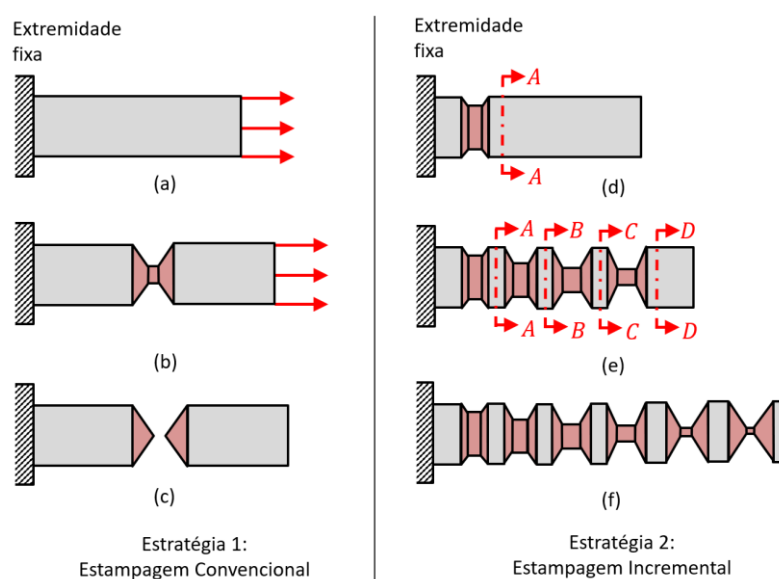 Extremidade
fixa
(a)
(b)
(c)
Estratégia 1:
Estampagem Convencional
Extremidade
fixa
A
A
(d)
A B C D
A B C D
(e)
(f)
Estratégia 2:
Estampagem Incremental